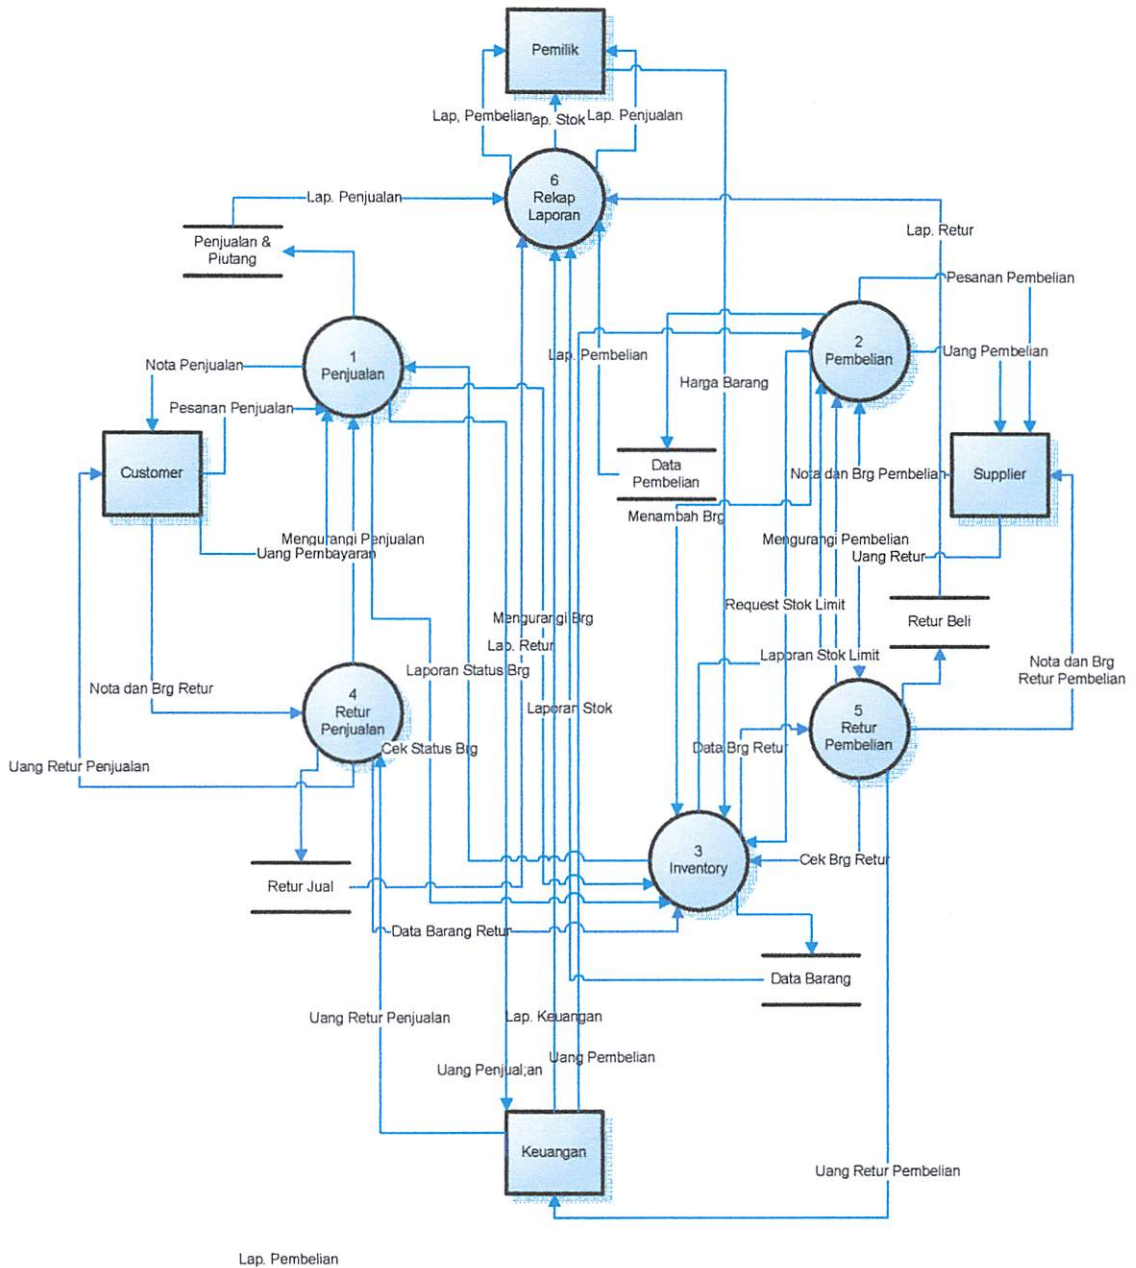 Pemilik
Lap, Pembelian
ap. Stok
Lap. Penjualan
6
Rekap
Laporan
Lap. Penjualan
Lap. Retur
Penjualan &
Piutang
Pesanan Pembelian
1
Penjualan
2
Pembelian
Nota Penjualan
Lap. Pembelian
Uang Pembelian
Harga Barang
Pesanan Penjualan
Customer
Data
Pembelian
Nota dan Brg Pembelian
Supplier
Menambah Brg
Mengurangi Penjualan
Uang Pembayaran
Mengurangi Pembelian
Uang Retur
Request Stok Limit
Retur Beli
Mengurangi Brg
Lap. Retur
Laporan Stok Limit
Laporan Status Brg
Nota dan Brg
Retur Pembelian
Nota dan Brg Retur
4
Retur
Penjualan
Laporan Stok
5
Retur
Pembelian
Cek Status Brg
Data Brg Retur
Uang Retur Penjualan
3
Inventory
Cek Brg Retur
Retur Jual
Data Barang Retur
Data Barang
Uang Retur Penjualan
Lap. Keuangan
Uang Penjual;an
Uang Pembelian
Keuangan
Uang Retur Pembelian
Lap. Pembelian